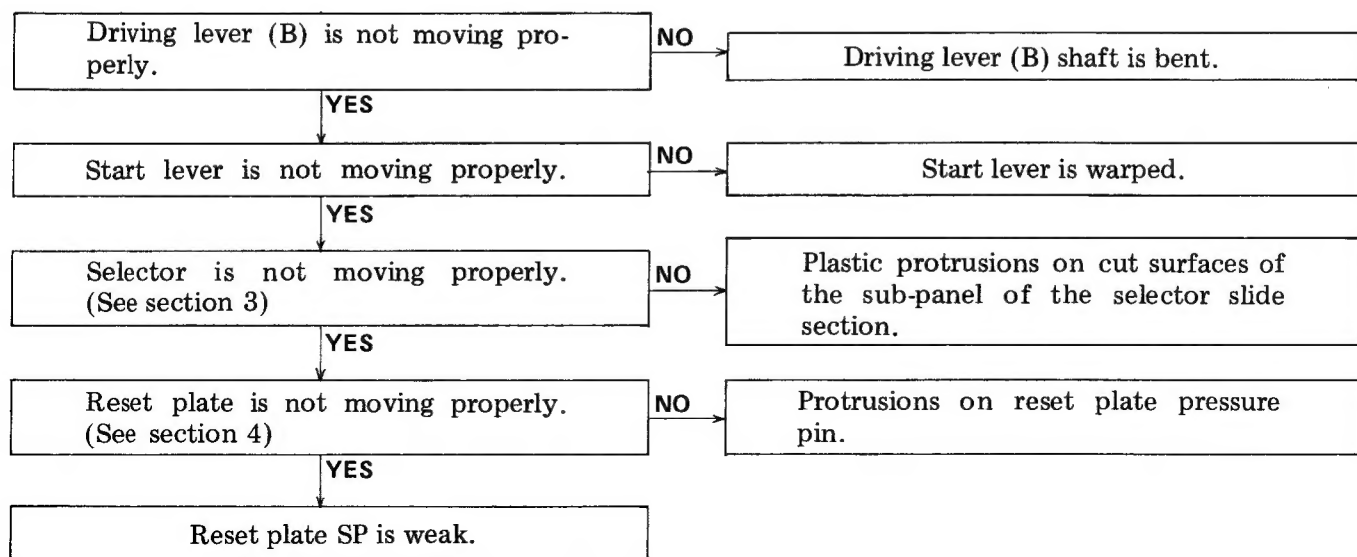 Driving lever (B) is not moving pro-
perly.
NO
Driving lever (B) shaft is bent.
YES
Start lever is not moving properly.
NO
Start lever is warped.
YES
Selector is not moving properly.
(See section 3)
NO
Plastic protrusions on cut surfaces of
the sub-panel of the selector slide
section.
YES
Reset plate is not moving properly.
(See section 4)
NO
Protrusions on reset plate pressure
pin.
YES
Reset plate SP is weak.